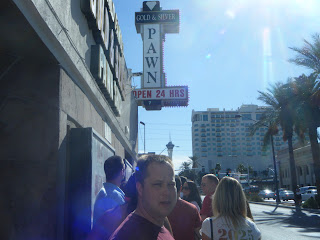 GOLD & SILVER
PAWN
OPEN 24 HRS